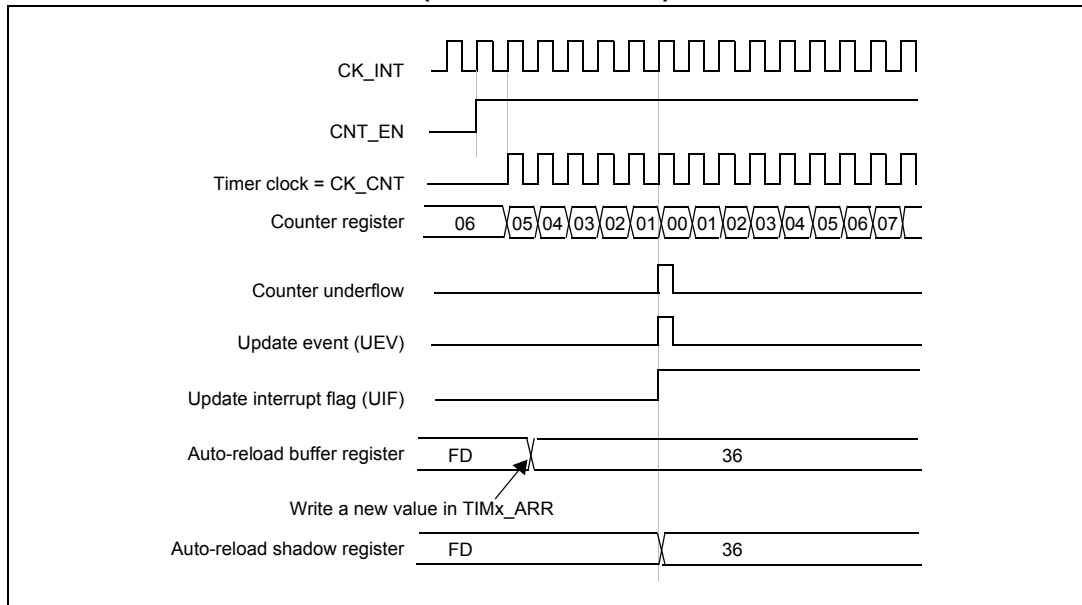 CK_INT
CNT_EN
Timer clock = CK_CNT
Counter register 06 05 04 03 02 01 00 01 02 03 04 05 06 07
Counter underflow
Update event (UEV)
Update interrupt flag (UIF)
Auto-reload buffer register FD 36
Write a new value in TIMx_ARR
Auto-reload shadow register FD 36